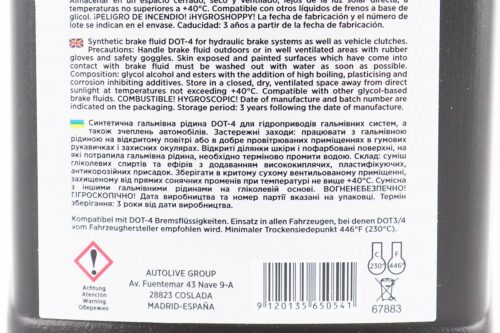 Almacenar en un espacio cerrado, seco y ventilado, lejos de la luz solar directa, a
temperaturas no superiores a +40°C. Compatible con otros líquidos de frenos a base de
glicol. ¡PELIGRO DE INCENDIO! ¡HYGROSHOPPY! La fecha de fabricación y el número de
lote se indican en el envase. Caducidad: 3 años a partir de la fecha de fabricación.
Synthetic brake fluid DOT-4 for hydraulic brake systems as well as vehicle clutches.
Precautions: Handle brake fluid outdoors or in well ventilated areas with rubber
gloves and safety goggles. Skin exposed and painted surfaces which have come into
contact with brake fluid must be washed out with water as soon as possible.
Composition: glycol alcohol and esters with the addition of high boiling, plasticising and
corrosion inhibiting additives. Store in a closed, dry, ventilated space away from direct
sunlight at temperatures not exceeding +40°C. Compatible with other glycol-based
brake fluids. COMBUSTIBLE! HYGROSCOPIC! Date of manufacture and batch number
are indicated on the packaging. Storage period: 3 years following the date of manufacture.
Синтетична гальмівна рідина DOT-4 для гідроприводів гальмівних систем, а
також зчеплень автомобілів. Застережні заходи: працювати з гальмівною
рідиною на відкритому повітрі або в добре провітрюваних приміщеннях в гумових
рукавичках і захисних окулярах. Відкриті ділянки шкіри і пофарбовані поверхні, на
які потрапила гальмівна рідина, необхідно терміново промити водою. Склад: суміш
гліколевих спиртів та ефірів з додаванням висококиплячих, пластифікуючих,
антикорозійних присадок. Зберігати в критому сухому вентильованому приміщенні,
захищеному від прямих сонячних променів при температурі не вище +40°C. Сумісна
з іншими гальмівними рідинами на гліколевій основі. ВОГНЕНЕБЕЗПЕЧНО!
ГІГРОСКОПІЧНО! Дата виготовлення та номер партії вказані на упаковці. Термін
зберігання: 3 роки від дати виробництва.
Kompatibel mit DOT-4 Bremsflüssigkeiten. Einsatz in allen Fahrzeugen, bei denen DOT3/4
vom Fahrzeughersteller empfohlen wird. Minimaler Trockensiedepunkt 446°F (230°C).
Achtung
Atención
Warning
Обережно
AUTOLIVE GROUP
Av. Fuentemar 43 Nave 9-A
28823 COSLADA
MADRID-ESPAÑA
9 120135 650541
C F
230° 446°
67883